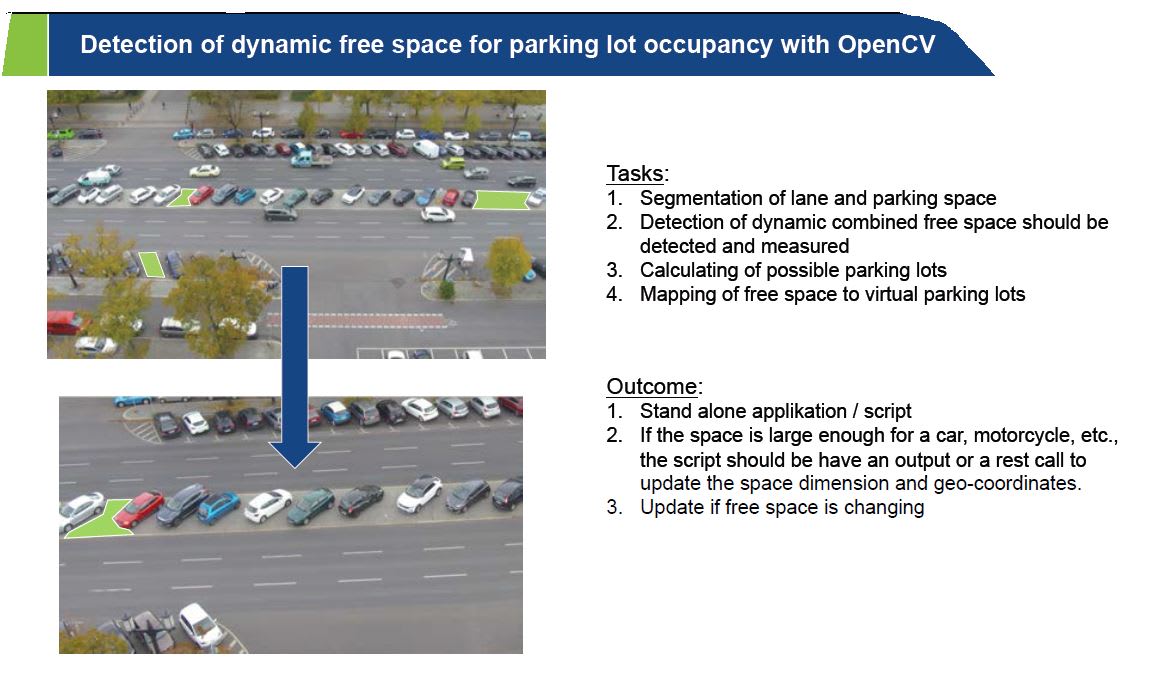 Detection of dynamic free space for parking lot occupancy with OpenCV
Tasks:
1. Segmentation of lane and parking space
2. Detection of dynamic combined free space should be
detected and measured
3. Calculating of possible parking lots
4. Mapping of free space to virtual parking lots
Outcome:
1. Stand alone applikation / script
2. If the space is large enough for a car, motorcycle, etc.,
the script should be have an output or a rest call to
update the space dimension and geo-coordinates.
3. Update if free space is changing